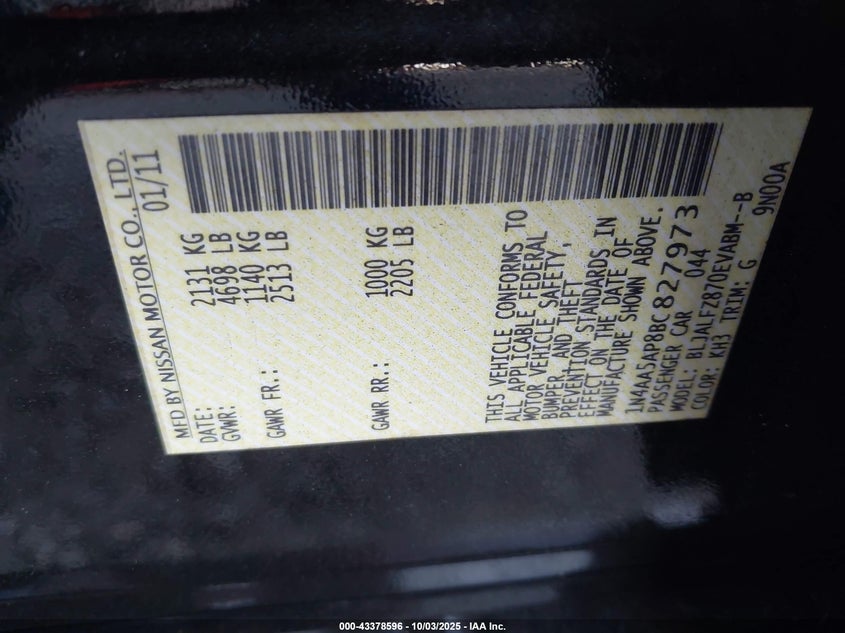 MFD BY NISSAN MOTOR CO., LTD.
DATE: 01/11
GVWR: 2131 KG
4698 LB
GAWR FR.: 1140 KG
2513 LB
GAWR RR.: 1000 KG
2205 LB
THIS VEHICLE CONFORMS TO
ALL APPLICABLE FEDERAL
MOTOR VEHICLE SAFETY,
BUMPER, AND THEFT
PREVENTION STANDARDS IN
EFFECT ON THE DATE OF
MANUFACTURE SHOWN ABOVE.
1N4AA5AP8BC827973
PASSENGER CAR 044
MODEL: BLJALFZ870EVABM--B
COLOR: KH3 TRIM: G 9N00A
000-43378596 - 10/03/2025 - IAA Inc.